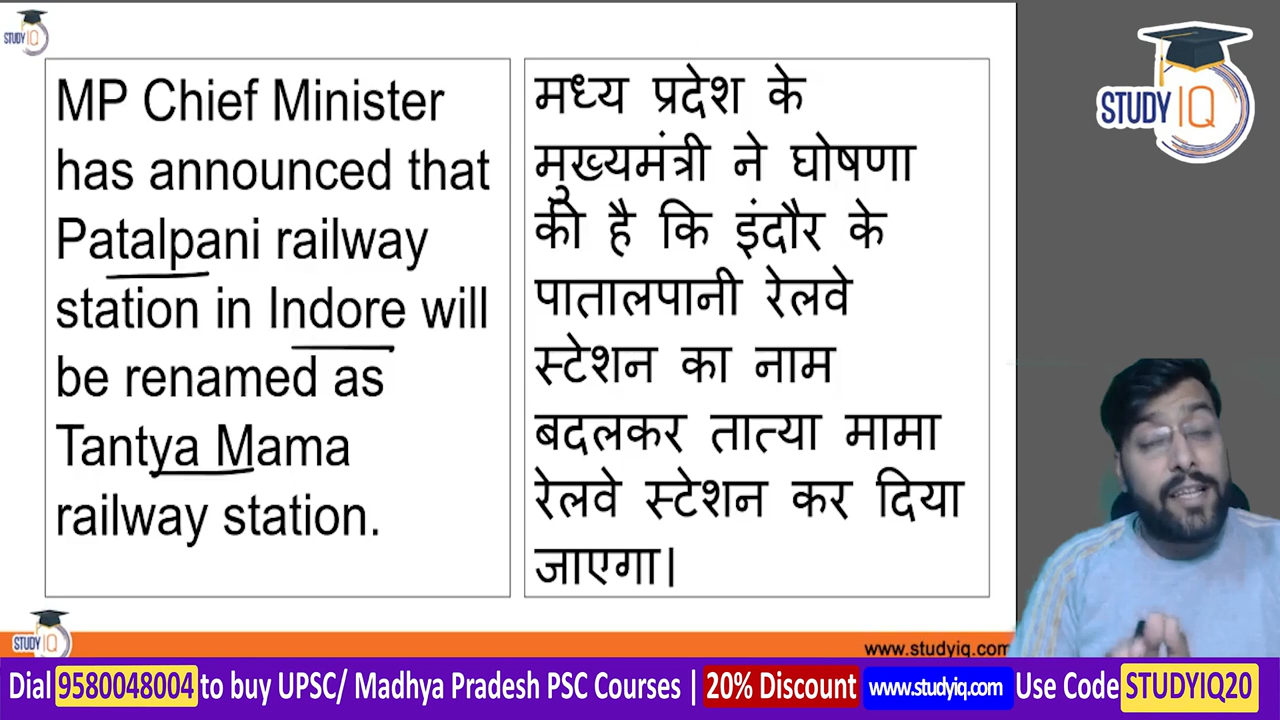 STUDY IQ
MP Chief Minister
has announced that
Patalpani railway
station in Indore will
be renamed as
Tantya Mama
railway station.
मध्य प्रदेश के
मुख्यमंत्री ने घोषणा
की है कि इंदौर के
पातालपानी रेलवे
स्टेशन का नाम
बदलकर तात्या मामा
रेलवे स्टेशन कर दिया
जाएगा।
STUDY IQ
STUDY IQ
www.studyiq.com
Dial 9580048004 to buy UPSC/ Madhya Pradesh PSC Courses | 20% Discount www.studyiq.com Use Code STUDYIQ20